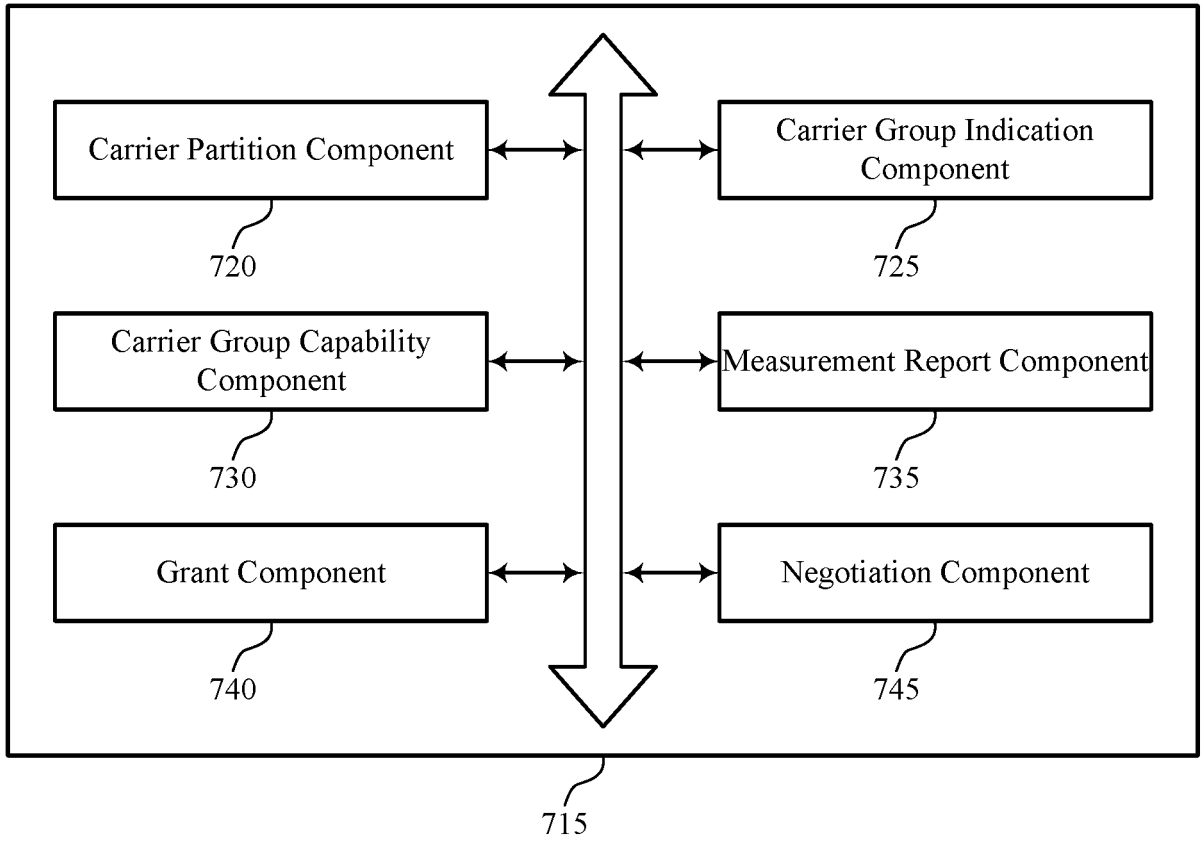 Carrier Partition Component
720
Carrier Group Indication
Component
725
Carrier Group Capability
Component
730
Measurement Report Component
735
Grant Component
740
Negotiation Component
745
715